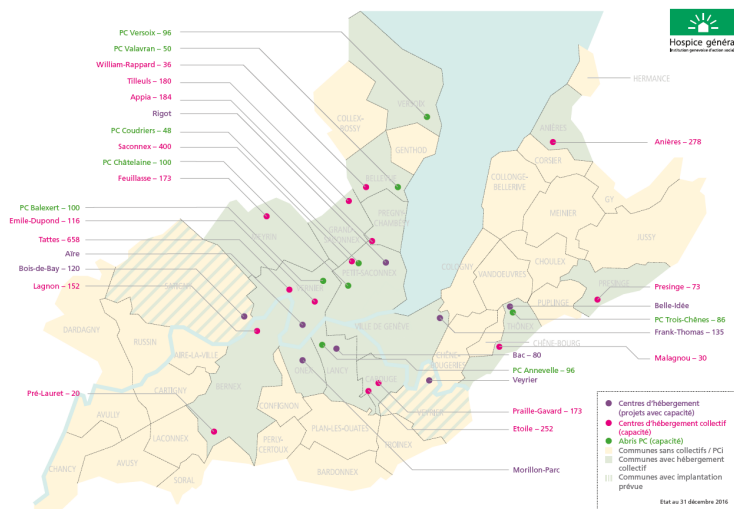 PC Versoix – 96
PC Valavran – 50
William-Rappard – 36
Tilleuls – 180
Appia – 184
Rigot
PC Coudriers – 48
Saconnex – 400
PC Châtelaine – 100
Feuillasse – 173
PC Balexert – 100
Emile-Dupond – 116
Tattes – 658
Aïre
Bois-de-Bay – 120
Lagnon – 152
Pré-Lauret – 20
Hospice général
Institution genevoise d'action sociale
HERMANCE
VERSOIX
COLLEX-
BOSSY
GENTHOD
ANIÈRES
Anières – 278
CORSIER
COLLONGE-
BELLERIVE
BELLEVUE
PREGNY-
CHAMBÉSY
GRAND-
SACONNEX
MEYRIN
GY
MEINIER
JUSSY
CHOULEX
COLOGNY
VANDOEUVRES
PRESINGE
PUPLINGE
PETIT-SACONNEX
VERNIER
SATIGNY
Presinge – 73
Belle-Idée
PC Trois-Chênes – 86
Frank-Thomas – 135
Malagnou – 30
THÔNEX
CHÊNE-BOURG
CHÊNE-
BOUGERIES
VILLE DE GENÈVE
DARDAGNY
RUSSIN
AIRE-LA-VILLE
CARTIGNY
BERNEX
ONEX
LANCY
CAROUGE
VEYRIER
Bac – 80
PC Annevelle – 96
Veyrier
Praille-Gavard – 173
Etoile – 252
Morillon-Parc
CONFIGNON
PLAN-LES-OUATES
TROINEX
BARDONNEX
PERLY-
CERTOUX
AVULLY
LACONNEX
AVUSY
SORAL
CHANCY
Centres d'hébergement
(projets avec capacité)
Centres d'hébergement collectif
(capacité)
Abris PC (capacité)
Communes sans collectifs / PCi
Communes avec hébergement
collectif
Communes avec implantation
prévue
Etat au 31 décembre 2016